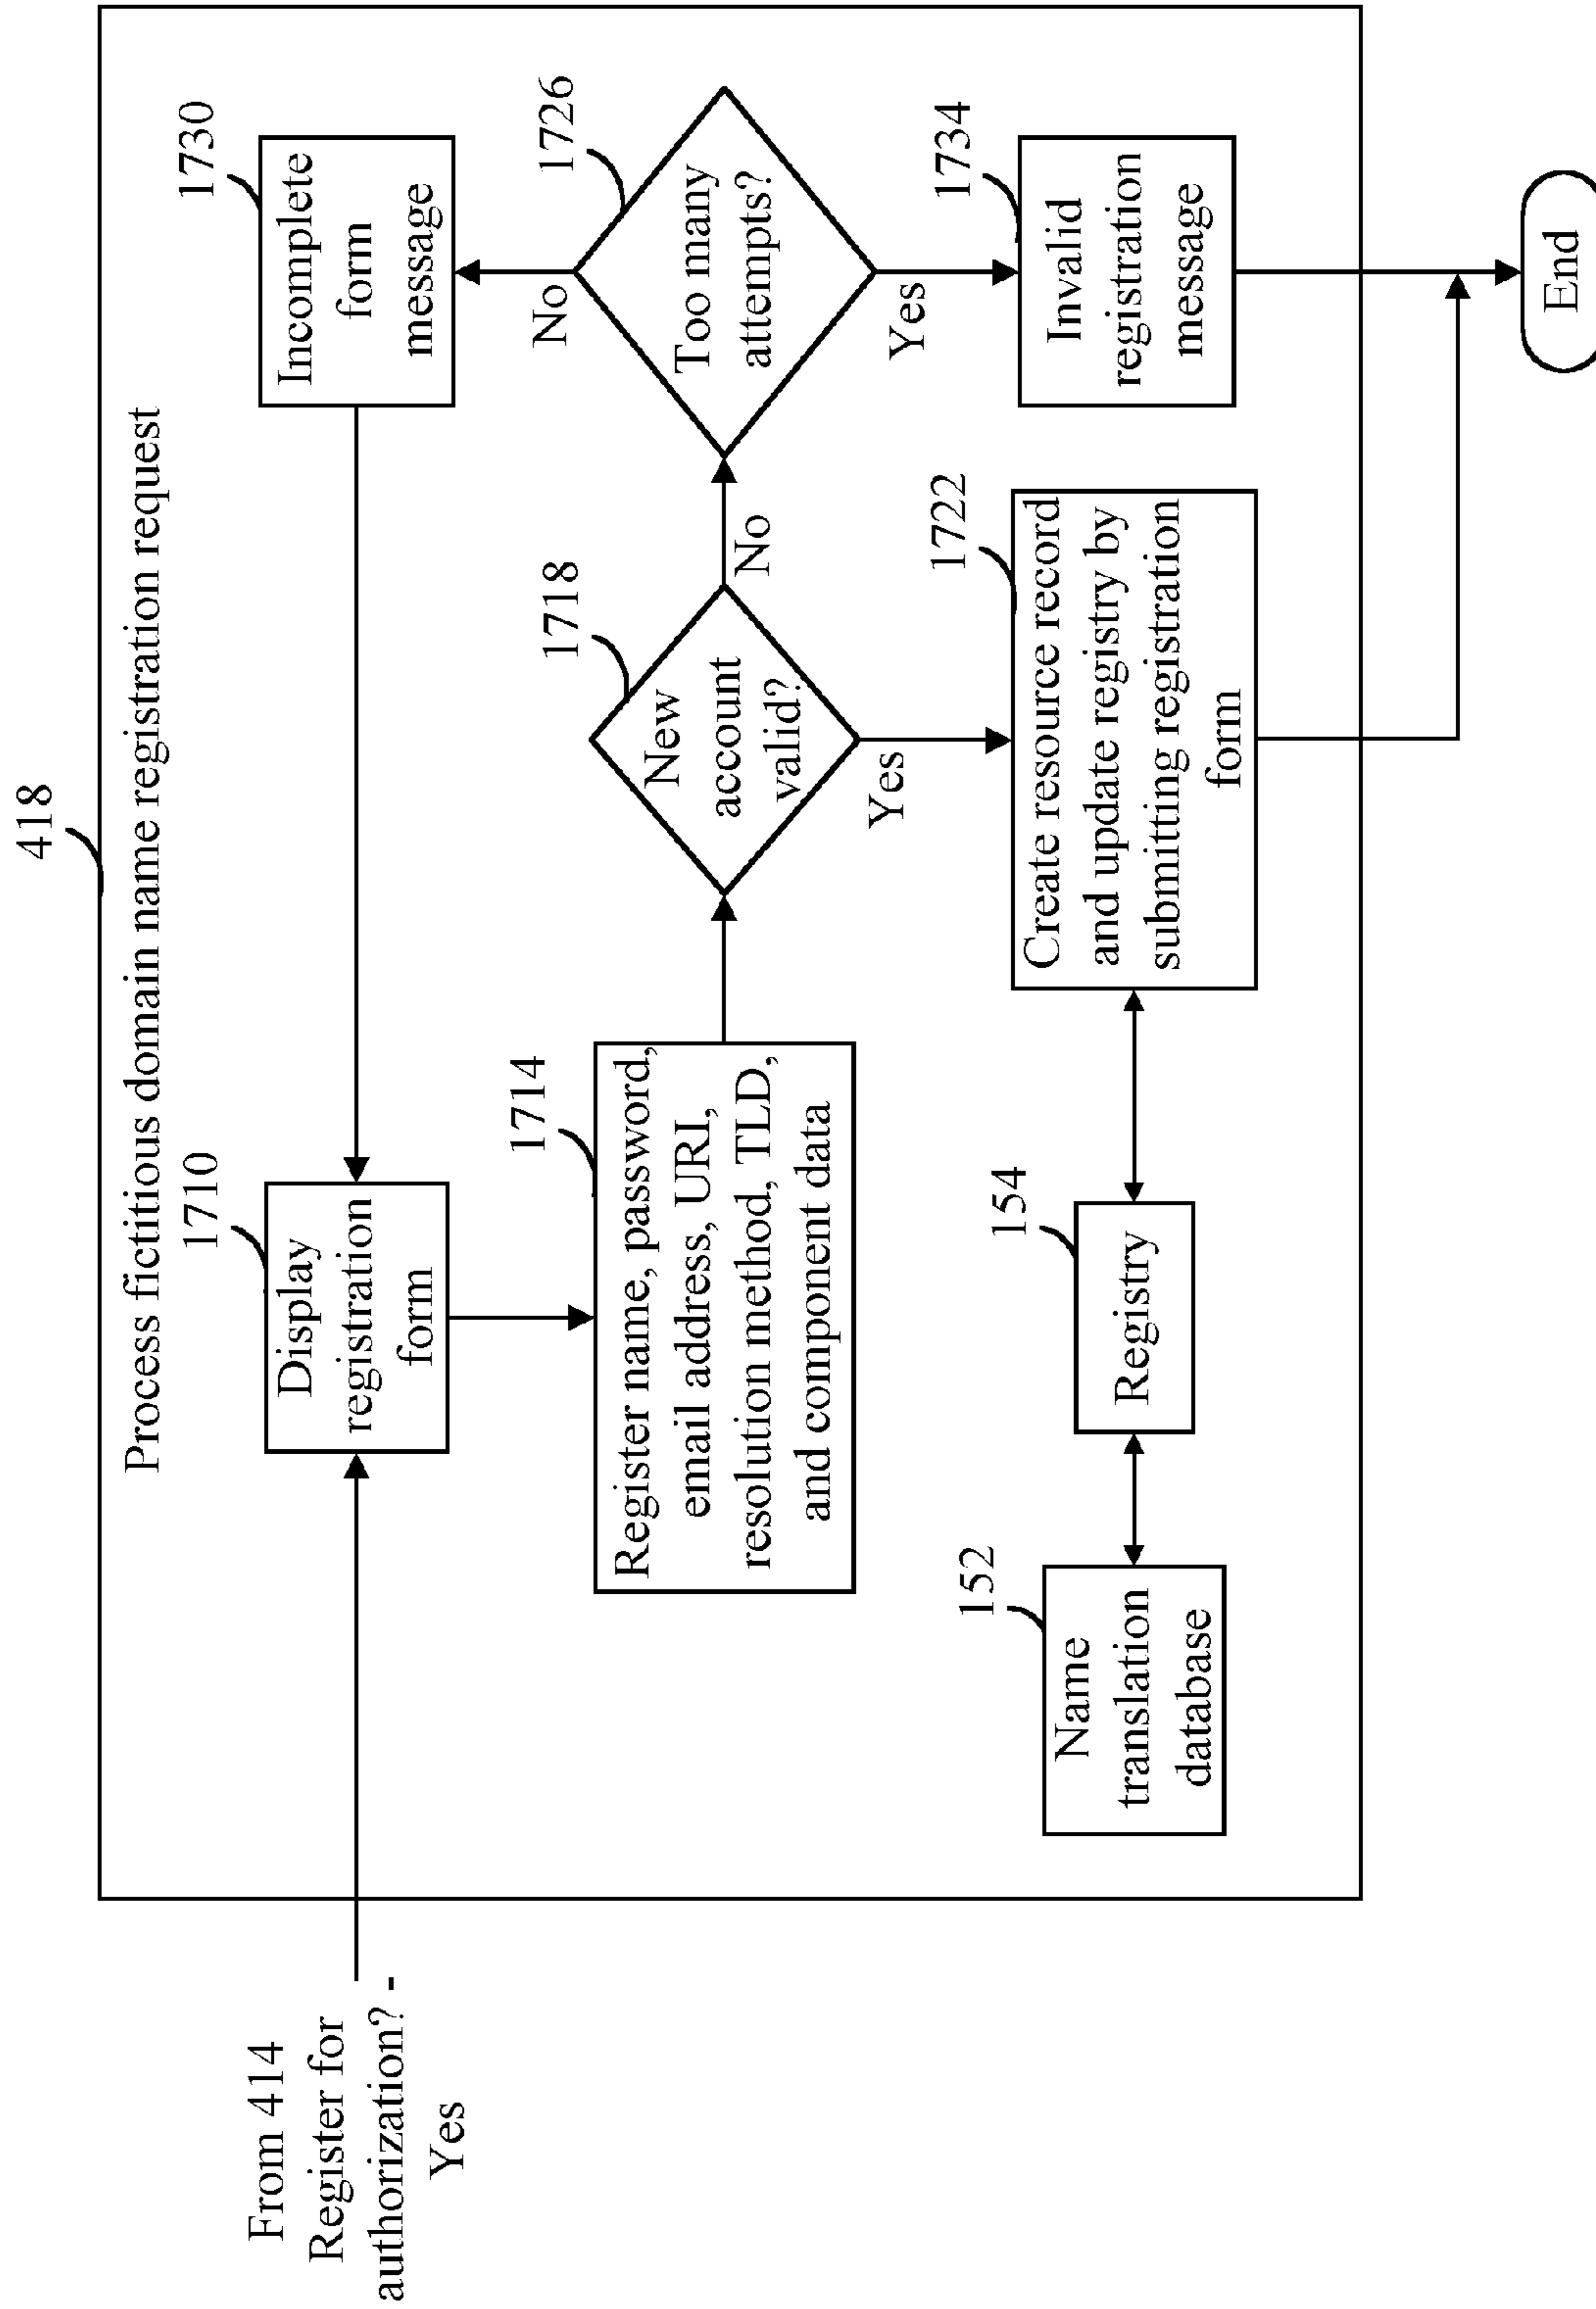 418
Process fictitious domain name registration request
From 414
Register for
authorization? -
Yes
1710
Display
registration
form
1730
Incomplete
form
message
1714
Register name, password,
email address, URI,
resolution method, TLD,
and component data
1718
New
account
valid?
No
Yes
1726
Too many
attempts?
No
Yes
152
Name
translation
database
154
Registry
1722
Create resource record
and update registry by
submitting registration
form
1734
Invalid
registration
message
End